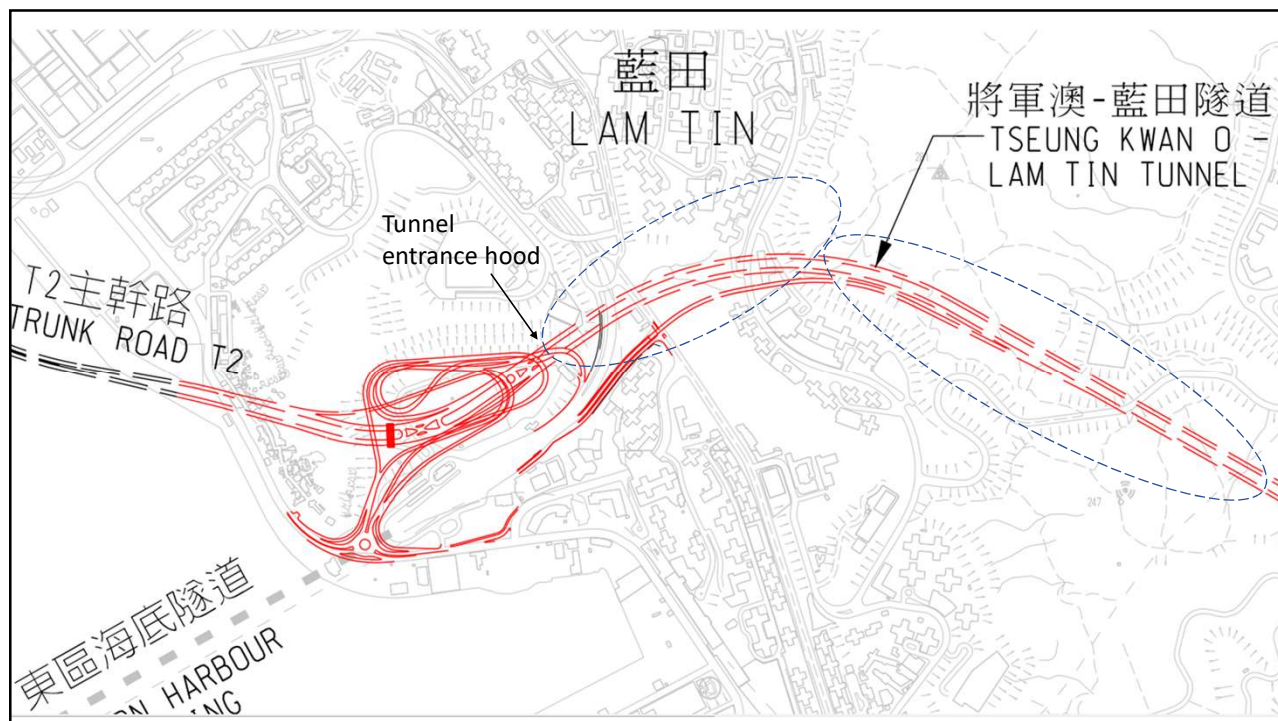 藍田
LAM TIN
將軍澳-藍田隧道
TSEUNG KWAN O -
LAM TIN TUNNEL
Tunnel
entrance hood
T2主幹路
TRUNK ROAD T2
247
東區海底隧道
HARBOUR